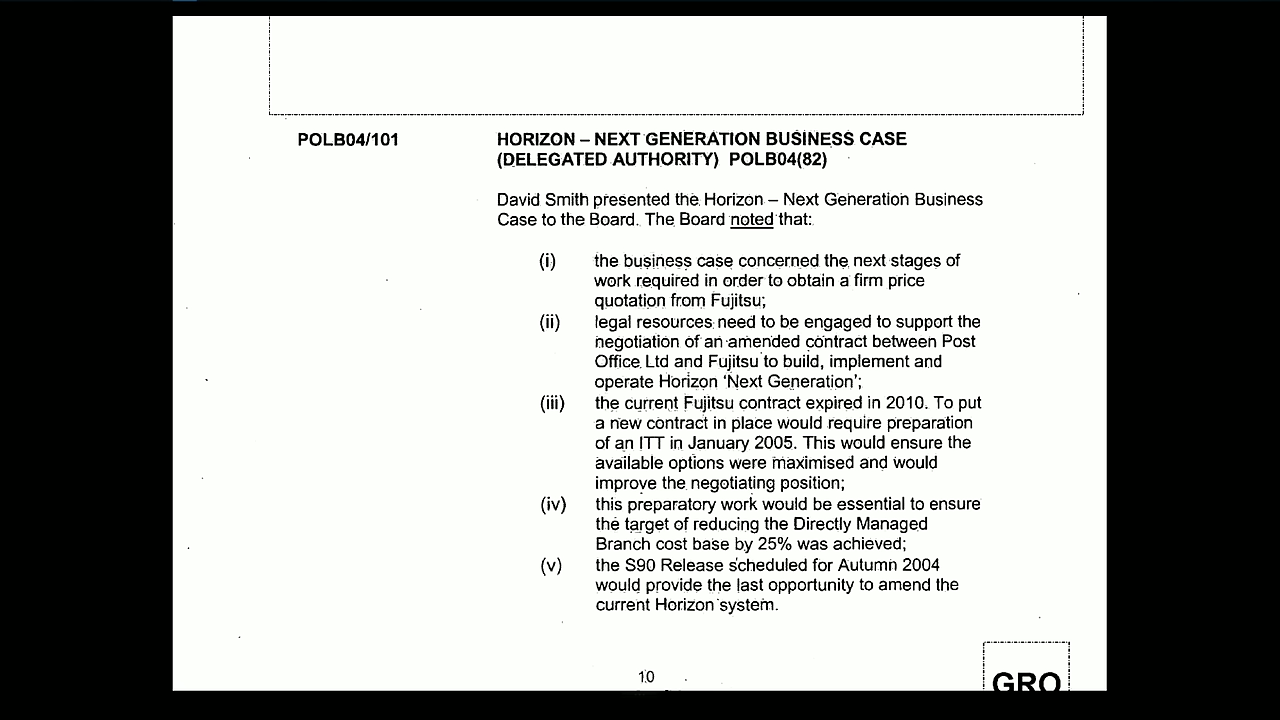 POLB04/101 HORIZON – NEXT GENERATION BUSINESS CASE
(DELEGATED AUTHORITY) POLB04(82)
David Smith presented the Horizon – Next Generation Business
Case to the Board. The Board noted that:
(i) the business case concerned the next stages of
work required in order to obtain a firm price
quotation from Fujitsu;
(ii) legal resources need to be engaged to support the
negotiation of an amended contract between Post
Office Ltd and Fujitsu to build, implement and
operate Horizon ‘Next Generation’;
(iii) the current Fujitsu contract expired in 2010. To put
a new contract in place would require preparation
of an ITT in January 2005. This would ensure the
available options were maximised and would
improve the negotiating position;
(iv) this preparatory work would be essential to ensure
the target of reducing the Directly Managed
Branch cost base by 25% was achieved;
(v) the S90 Release scheduled for Autumn 2004
would provide the last opportunity to amend the
current Horizon system.
10
GRO